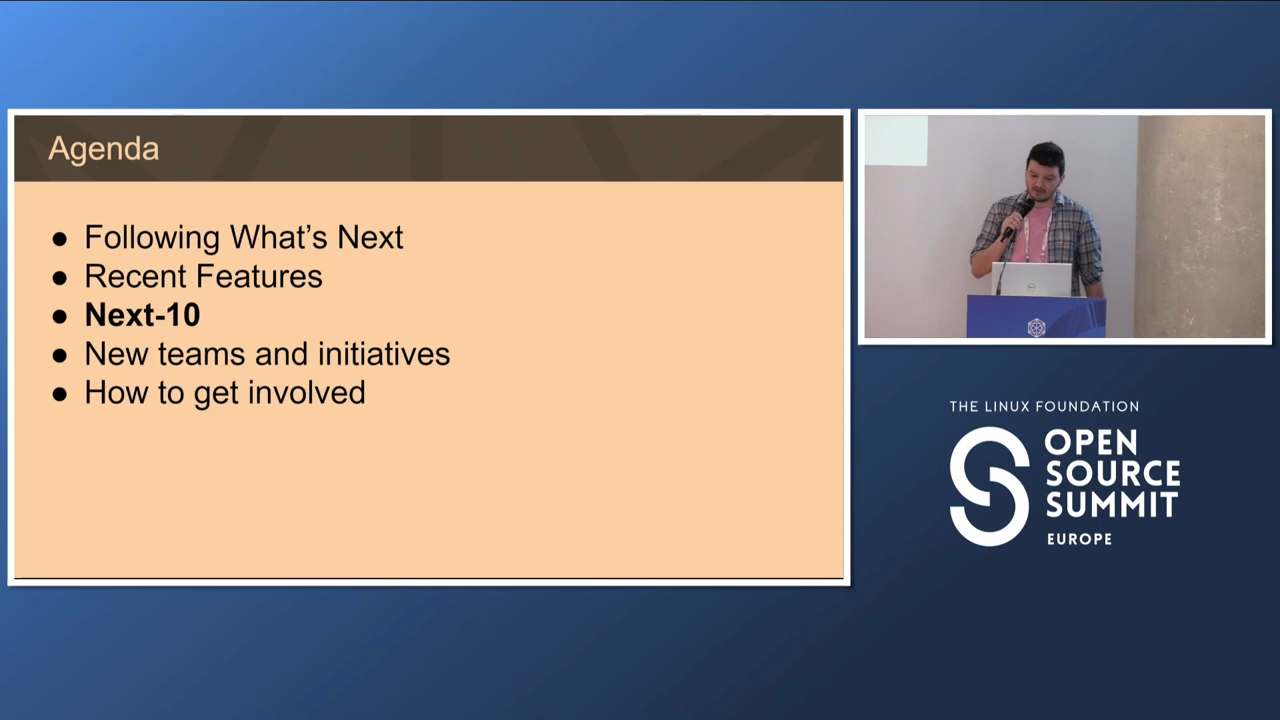 Agenda
● Following What’s Next
● Recent Features
● Next-10
● New teams and initiatives
● How to get involved
THE LINUX FOUNDATION
OPEN
SOURCE
SUMMIT
EUROPE